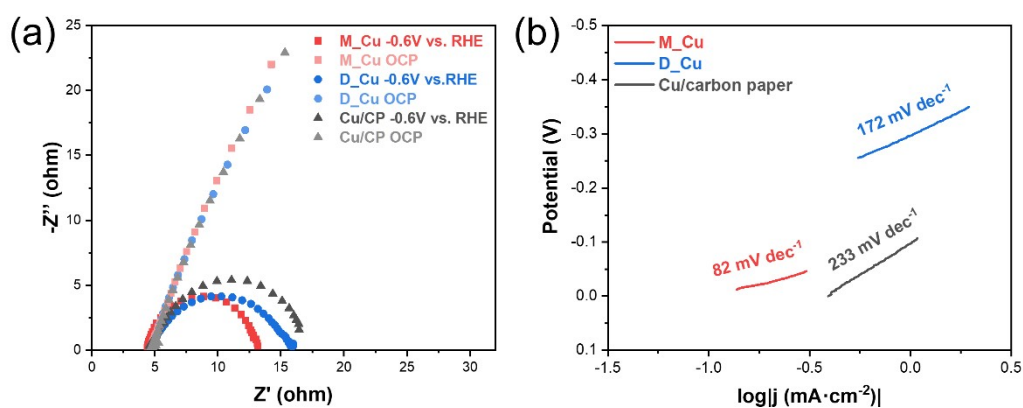 (a)
25
20
15
10
5
0
-Z’’ (ohm)
M_Cu -0.6V vs. RHE
M_Cu OCP
D_Cu -0.6V vs.RHE
D_Cu OCP
Cu/CP -0.6V vs. RHE
Cu/CP OCP
0 5 10 15 20 25 30
Z' (ohm)
(b)
-0.5
-0.4
-0.3
-0.2
-0.1
0.0
0.1
Potential (V)
M_Cu
D_Cu
Cu/carbon paper
172 mV dec⁻¹
82 mV dec⁻¹
233 mV dec⁻¹
-1.5 -1.0 -0.5 0.0 0.5
log|j (mA·cm⁻²)|